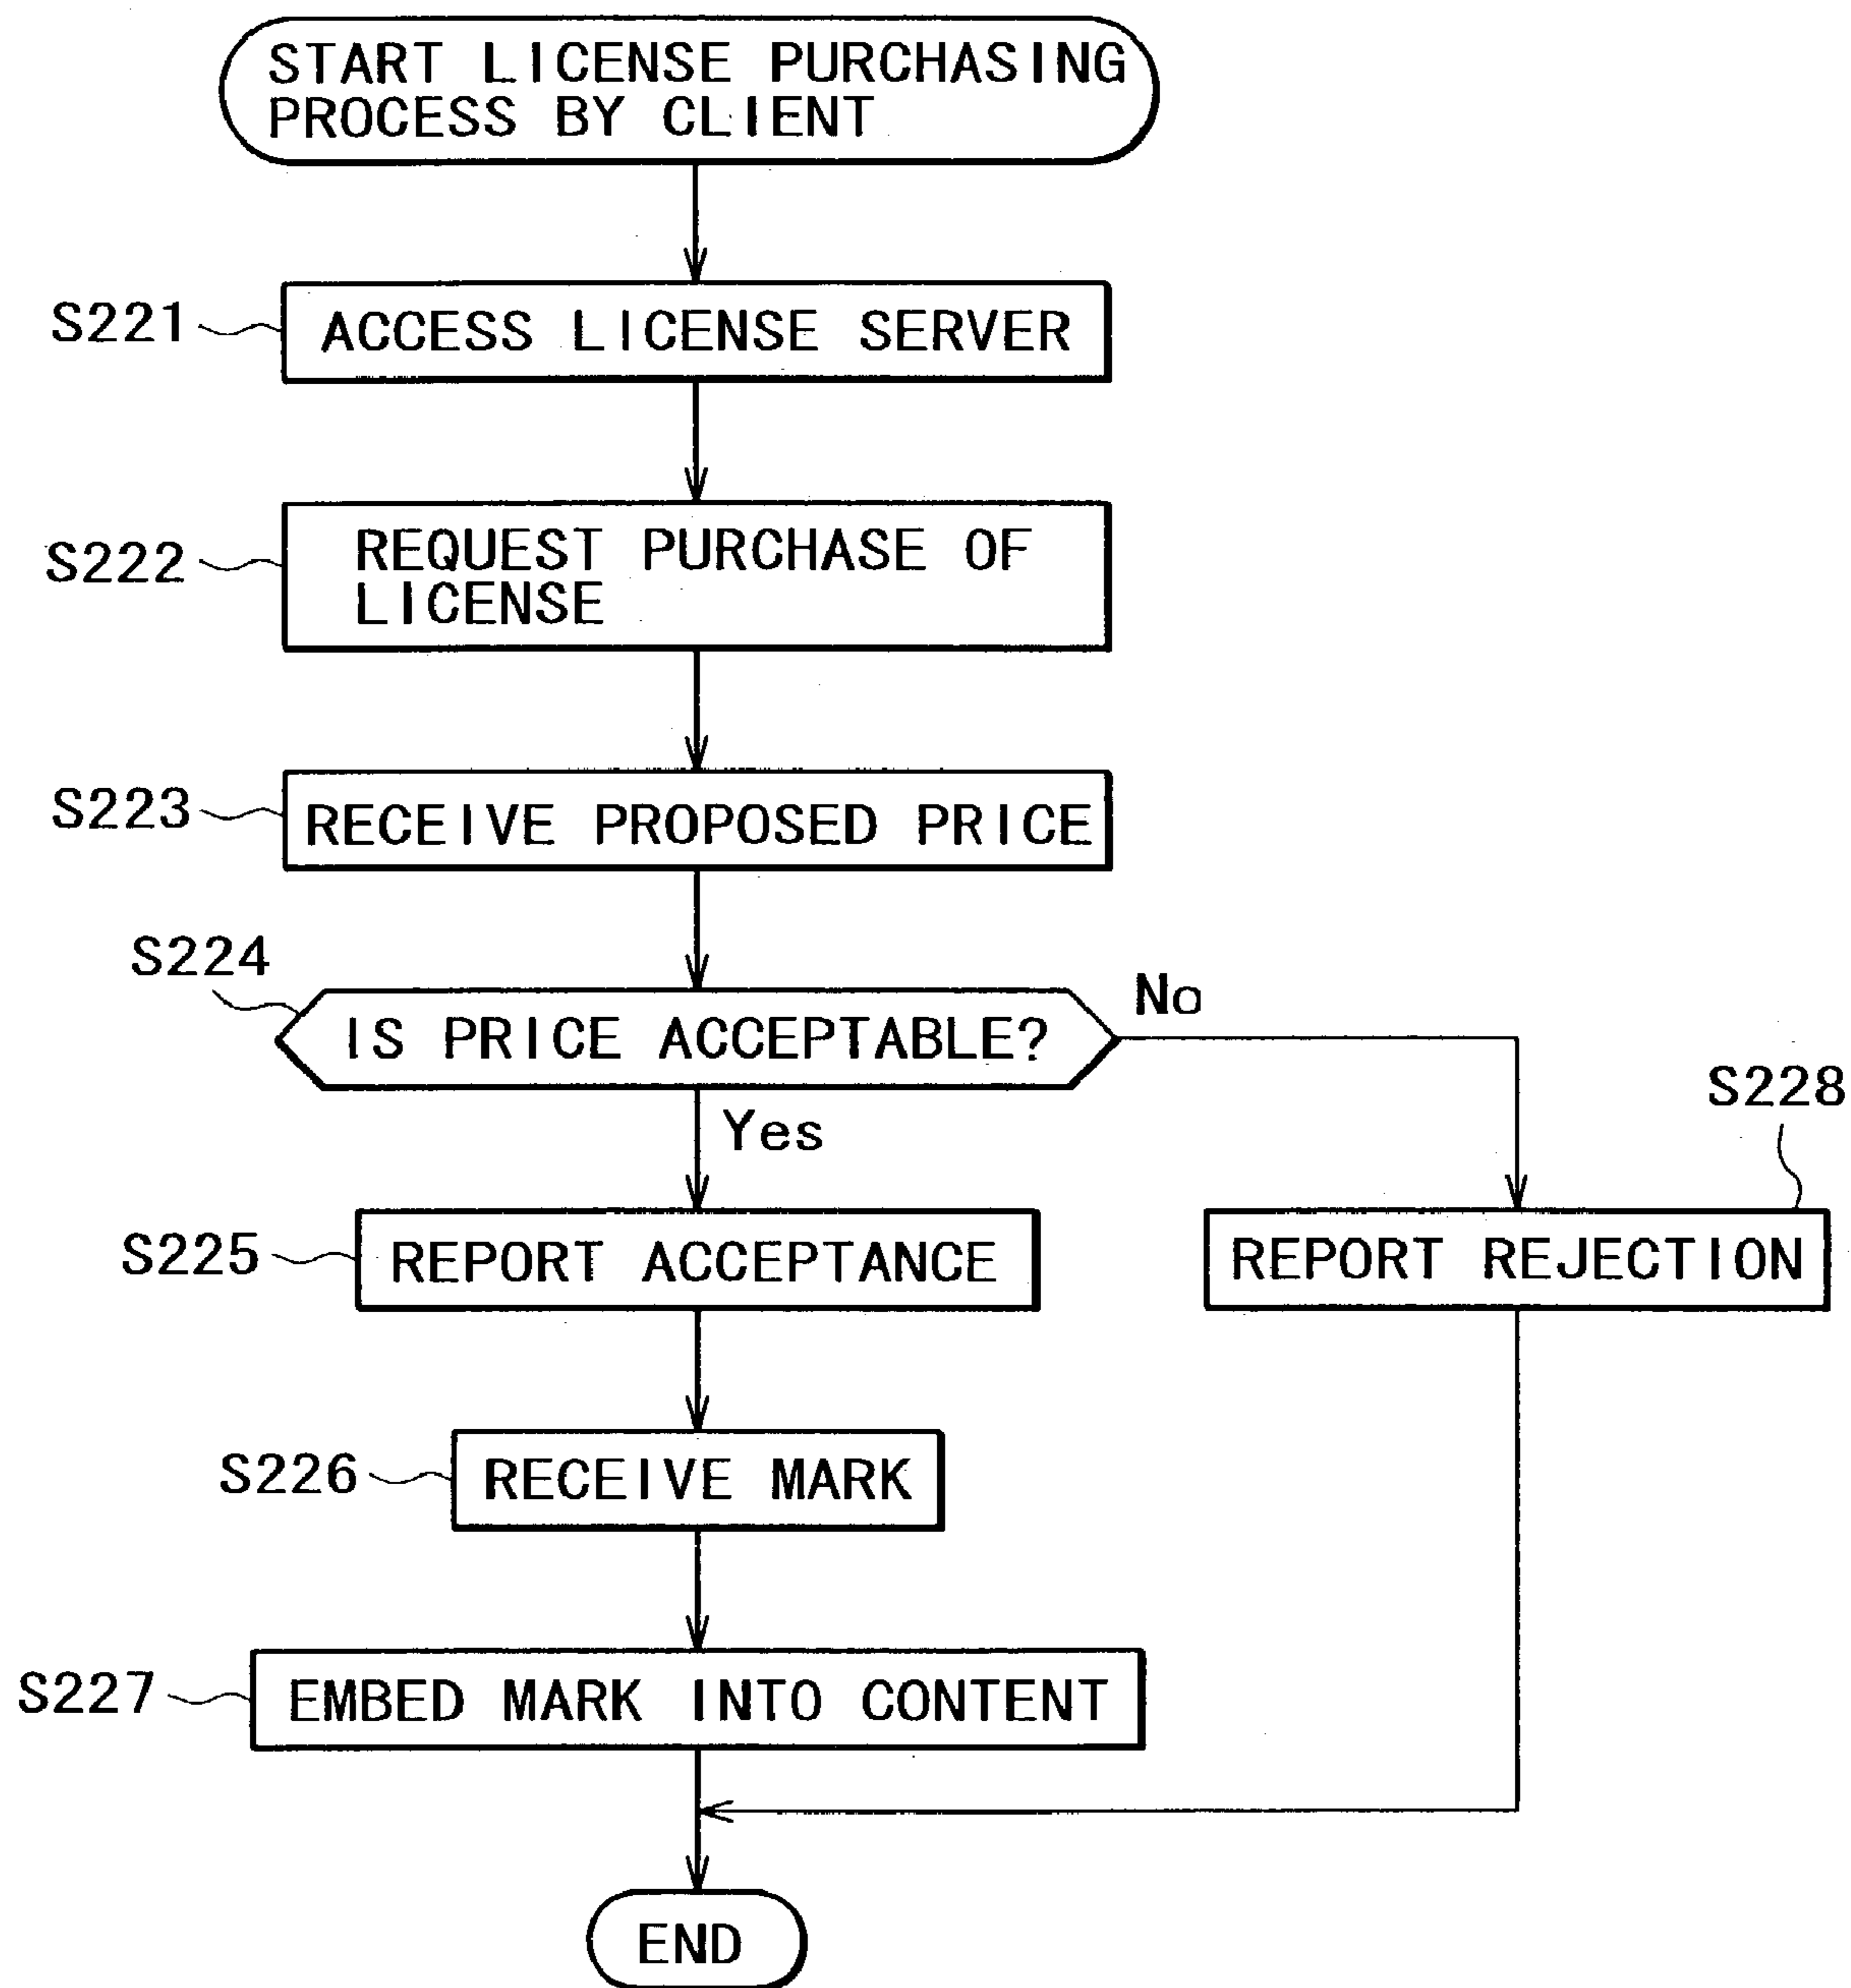 START LICENSE PURCHASING
PROCESS BY CLIENT
S221
ACCESS LICENSE SERVER
S222
REQUEST PURCHASE OF
LICENSE
S223
RECEIVE PROPOSED PRICE
S224
IS PRICE ACCEPTABLE?
No
Yes
S228
S225
REPORT ACCEPTANCE
REPORT REJECTION
S226
RECEIVE MARK
S227
EMBED MARK INTO CONTENT
END